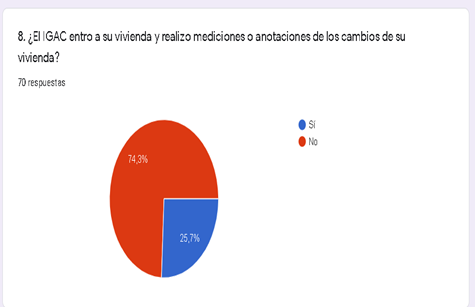 8. ¿El IGAC entro a su vivienda y realizo mediciones o anotaciones de los cambios de su
vivienda?
70 respuestas
Sí
No
74,3%
25,7%